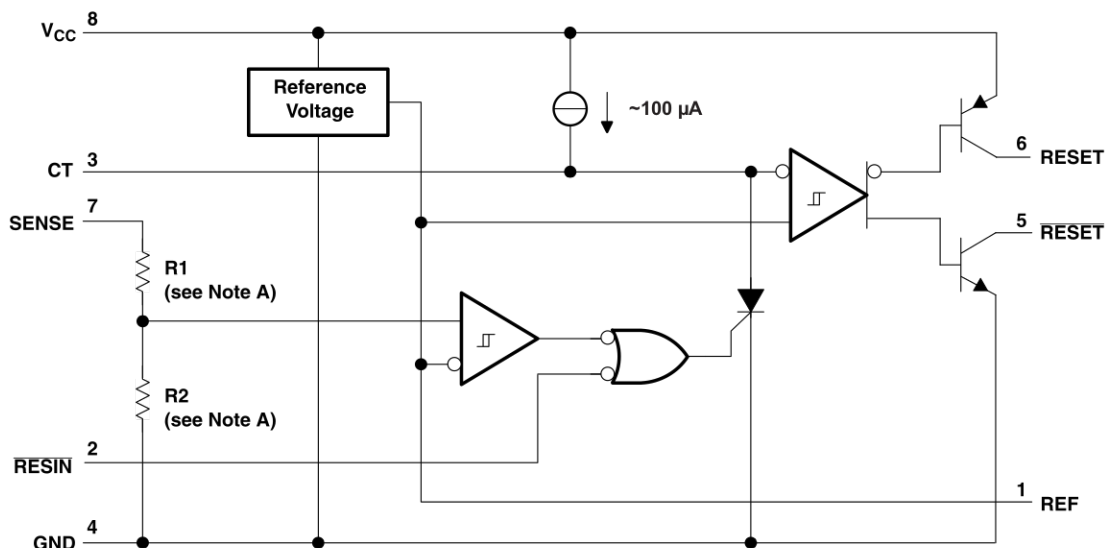 VCC 8
Reference
Voltage
~100 µA
CT 3
6 RESET
SENSE 7
5 RESET
R1
(see Note A)
R2
(see Note A)
RESIN 2
1 REF
GND 4